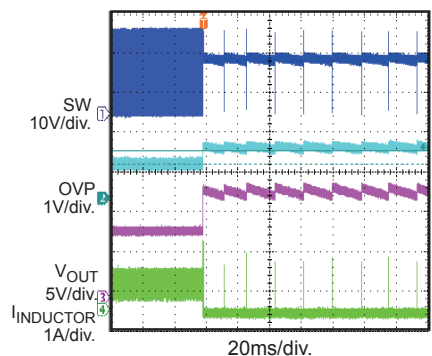 T
SW
1
10V/div.
OVP
2
1V/div.
VOUT
5V/div.
3
4
IINDUCTOR
1A/div.
20ms/div.